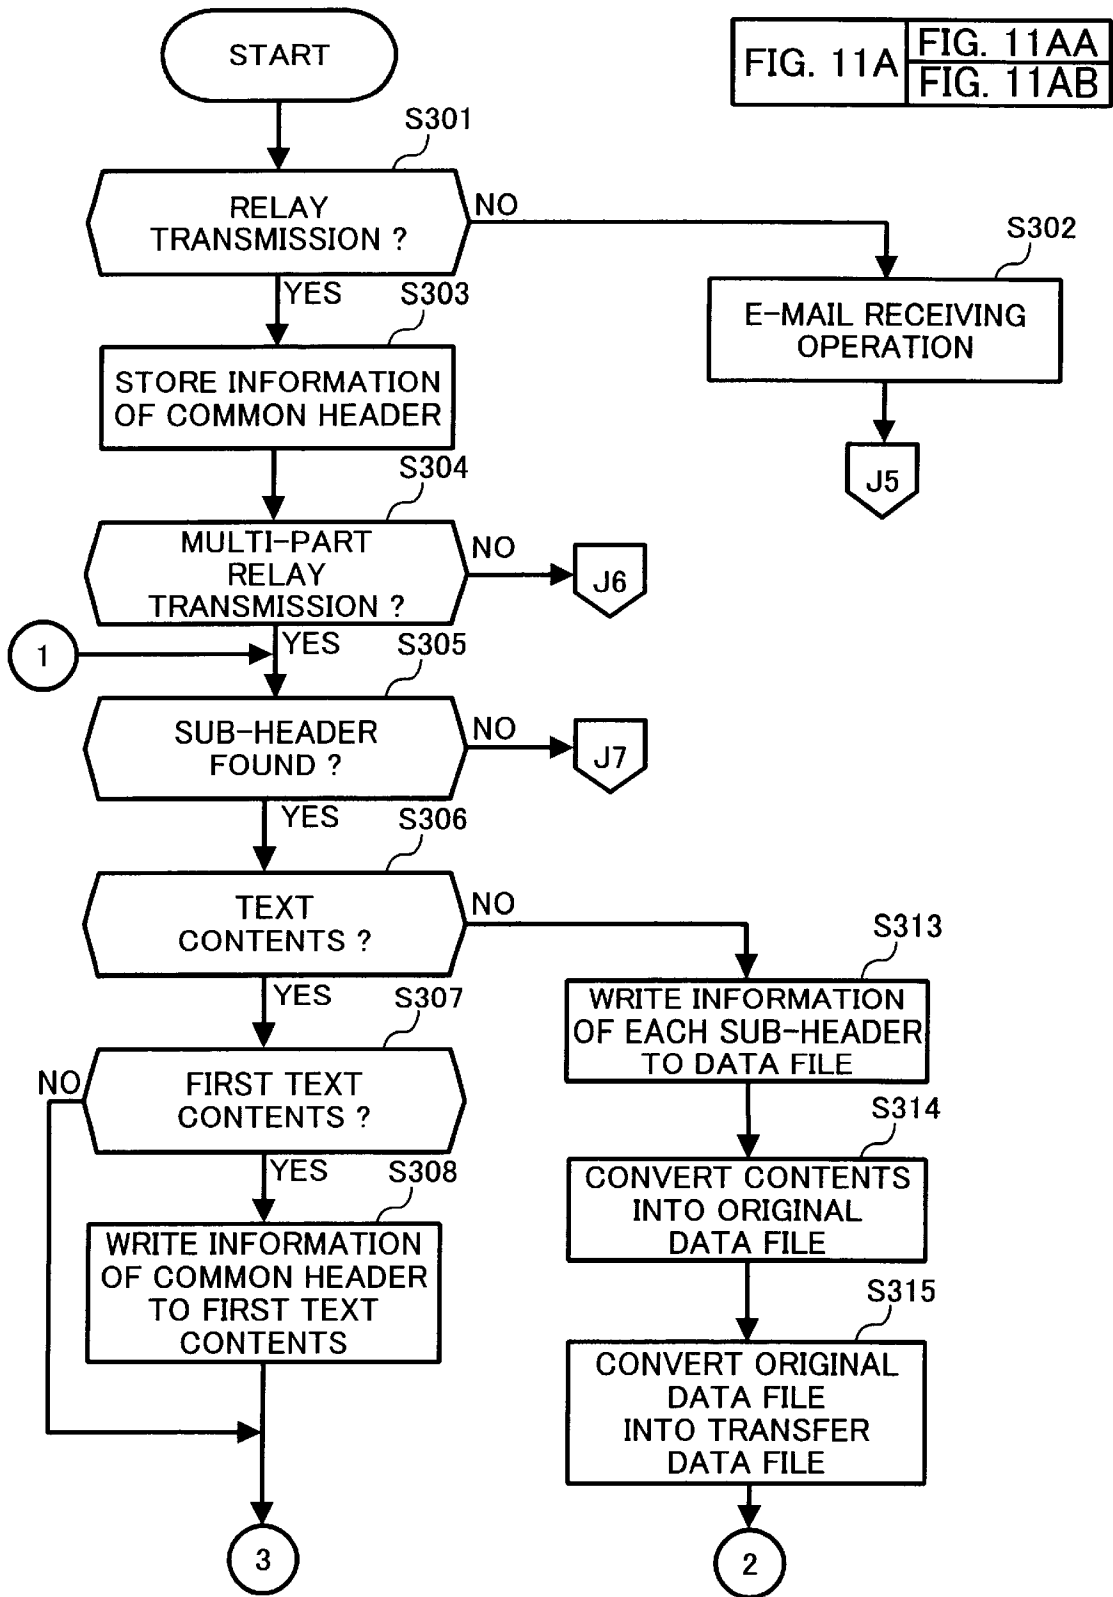 START
FIG. 11A
FIG. 11AA
FIG. 11AB
S301
RELAY
TRANSMISSION ?
NO
YES
S302
E-MAIL RECEIVING
OPERATION
J5
S303
STORE INFORMATION
OF COMMON HEADER
S304
MULTI-PART
RELAY
TRANSMISSION ?
NO
J6
YES
1
S305
SUB-HEADER
FOUND ?
NO
J7
YES
S306
TEXT
CONTENTS ?
NO
YES
S307
FIRST TEXT
CONTENTS ?
NO
YES
S308
WRITE INFORMATION
OF COMMON HEADER
TO FIRST TEXT
CONTENTS
3
S313
WRITE INFORMATION
OF EACH SUB-HEADER
TO DATA FILE
S314
CONVERT CONTENTS
INTO ORIGINAL
DATA FILE
S315
CONVERT ORIGINAL
DATA FILE
INTO TRANSFER
DATA FILE
2